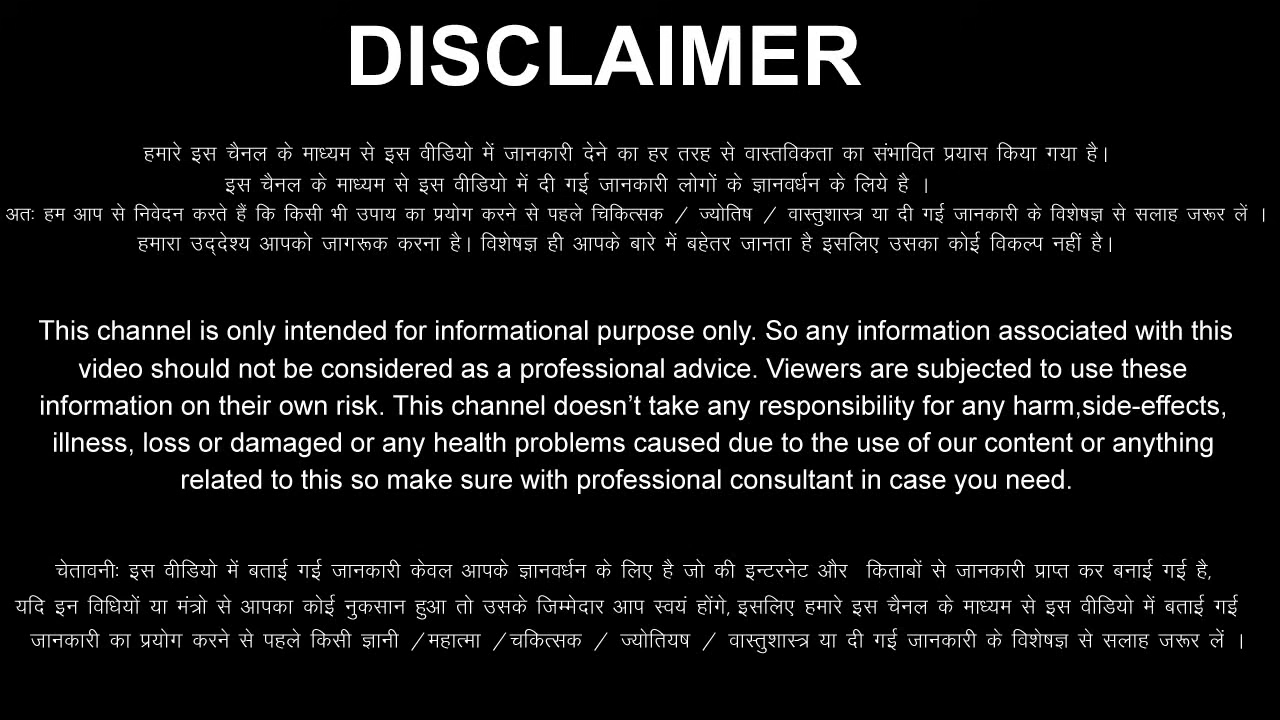 DISCLAIMER
हमारे इस चैनल के माध्यम से इस वीडियो में जानकारी देने का हर तरह से वास्तविकता का संभावित प्रयास किया गया है।
इस चैनल के माध्यम से इस वीडियो में दी गई जानकारी लोगों के ज्ञानवर्धन के लिये है ।
अतः हम आप से निवेदन करते हैं कि किसी भी उपाय का प्रयोग करने से पहले चिकित्सक / ज्योतिष / वास्तुशास्त्र या दी गई जानकारी के विशेषज्ञ से सलाह जरूर लें ।
हमारा उद्देश्य आपको जागरूक करना है। विशेषज्ञ ही आपके बारे में बहेतर जानता है इसलिए उसका कोई विकल्प नहीं है।
This channel is only intended for informational purpose only. So any information associated with this
video should not be considered as a professional advice. Viewers are subjected to use these
information on their own risk. This channel doesn’t take any responsibility for any harm,side-effects,
illness, loss or damaged or any health problems caused due to the use of our content or anything
related to this so make sure with professional consultant in case you need.
चेतावनीः इस वीडियो में बताई गई जानकारी केवल आपके ज्ञानवर्धन के लिए है जो की इन्टरनेट और किताबों से जानकारी प्राप्त कर बनाई गई है,
यदि इन विधियों या मंत्रो से आपका कोई नुकसान हुआ तो उसके जिम्मेदार आप स्वयं होंगे, इसलिए हमारे इस चैनल के माध्यम से इस वीडियो में बताई गई
जानकारी का प्रयोग करने से पहले किसी ज्ञानी /महात्मा /चकित्सक / ज्योतियष / वास्तुशास्त्र या दी गई जानकारी के विशेषज्ञ से सलाह जरूर लें ।